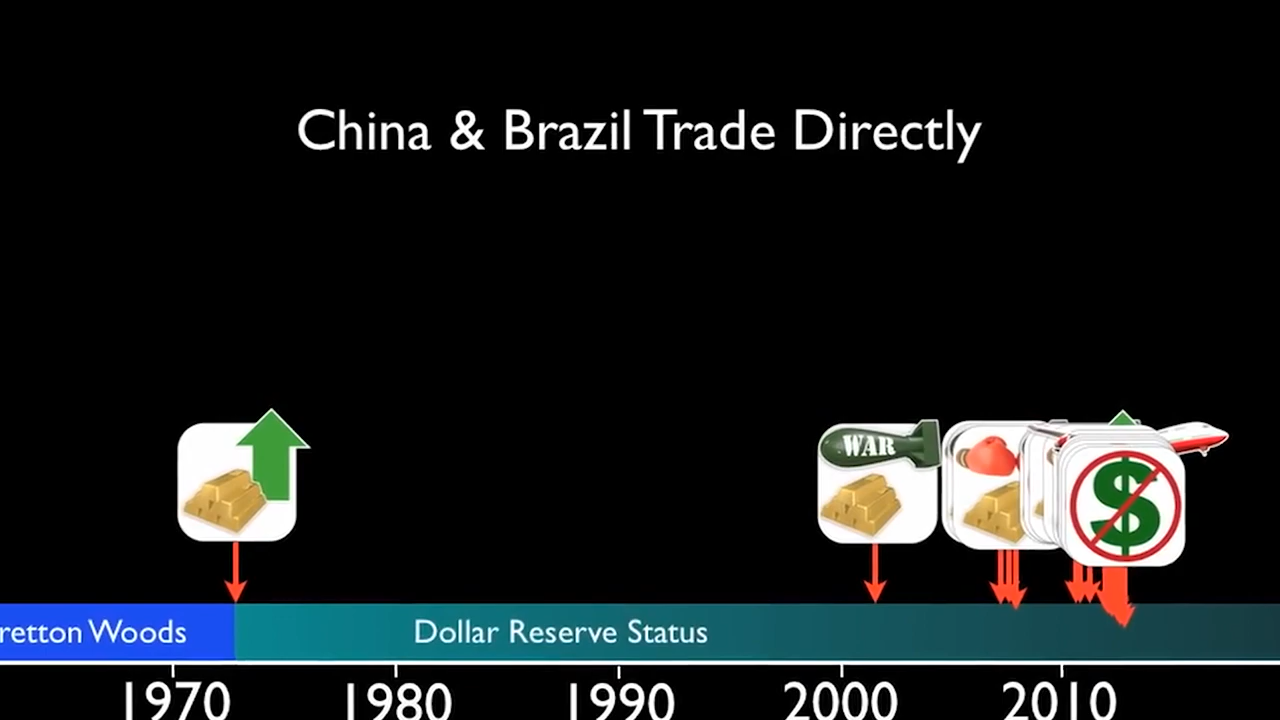 China & Brazil Trade Directly
WAR
$
retton Woods
Dollar Reserve Status
1970 1980 1990 2000 2010